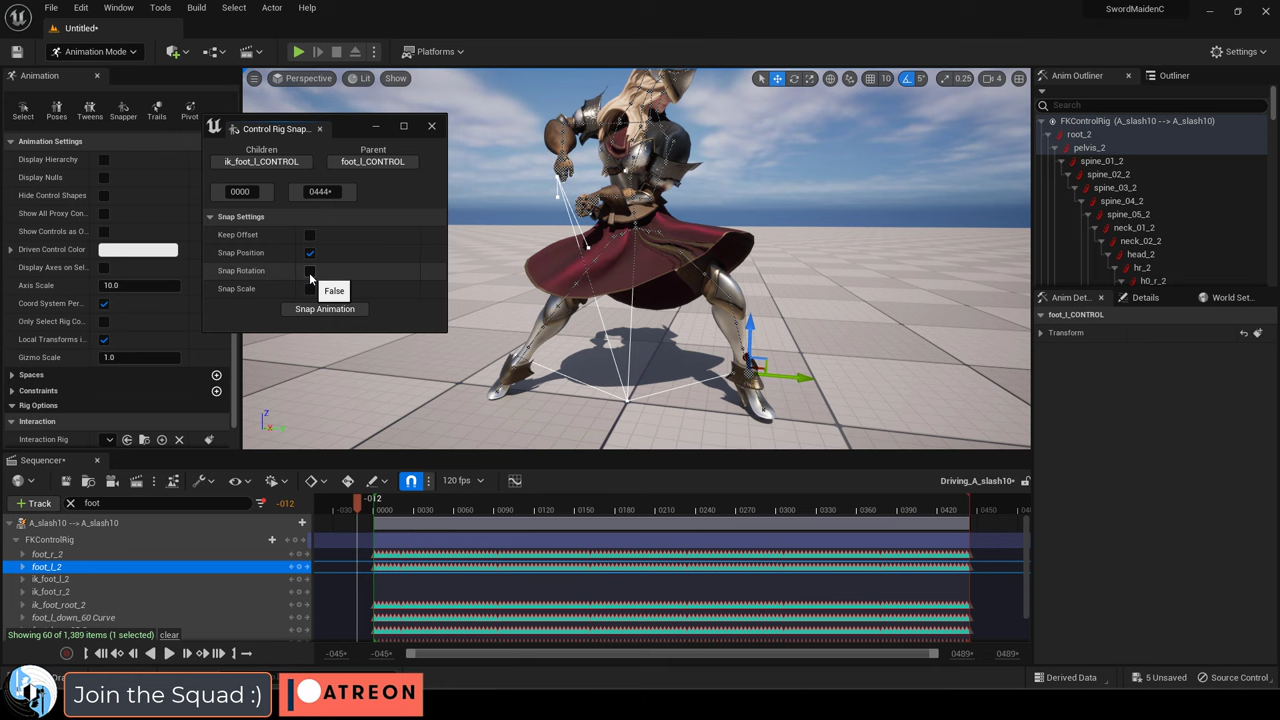 File Edit Window Tools Build Select Actor Help
SwordMaidenC
Untitled*
Animation Mode
Platforms
Settings
Animation
Select Poses Tweens Snapper Trails Pivot
Animation Settings
Display Hierarchy
Display Nulls
Hide Control Shapes
Show All Proxy Con...
Show Controls as O...
Driven Control Color
Display Axes on Sel...
Axis Scale 10.0
Coord System Per...
Only Select Rig Co...
Local Transforms i...
Gizmo Scale 1.0
Spaces
Constraints
Rig Options
Interaction
Interaction Rig
Control Rig Snap...
Children Parent
ik_foot_l_CONTROL foot_l_CONTROL
0000 0444*
Snap Settings
Keep Offset
Snap Position
Snap Rotation
Snap Scale
False
Snap Animation
Perspective Lit Show
10 5° 0.25 4
Z
X
Anim Outliner Outliner
Search
FKControlRig (A_slash10 --> A_slash10)
root_2
pelvis_2
spine_01_2
spine_02_2
spine_03_2
spine_04_2
spine_05_2
neck_01_2
neck_02_2
head_2
hr_2
h0_r_2
Anim De... Details World Set...
foot_l_CONTROL
Transform
Sequencer*
120 fps
Driving_A_slash10*
Track foot -012
-012
-030 0000 0030 0060 0090 0120 0150 0180 0210 0240 0270 0300 0330 0360 0390 0420 0450
A_slash10 --> A_slash10
FKControlRig
foot_r_2
foot_l_2
ik_foot_l_2
ik_foot_r_2
ik_foot_root_2
foot_l_down_60 Curve
Showing 60 of 1,389 items (1 selected) clear
-045* -045* 0489* 0489*
Derived Data 5 Unsaved Source Control
Join the Squad :)
PATREON